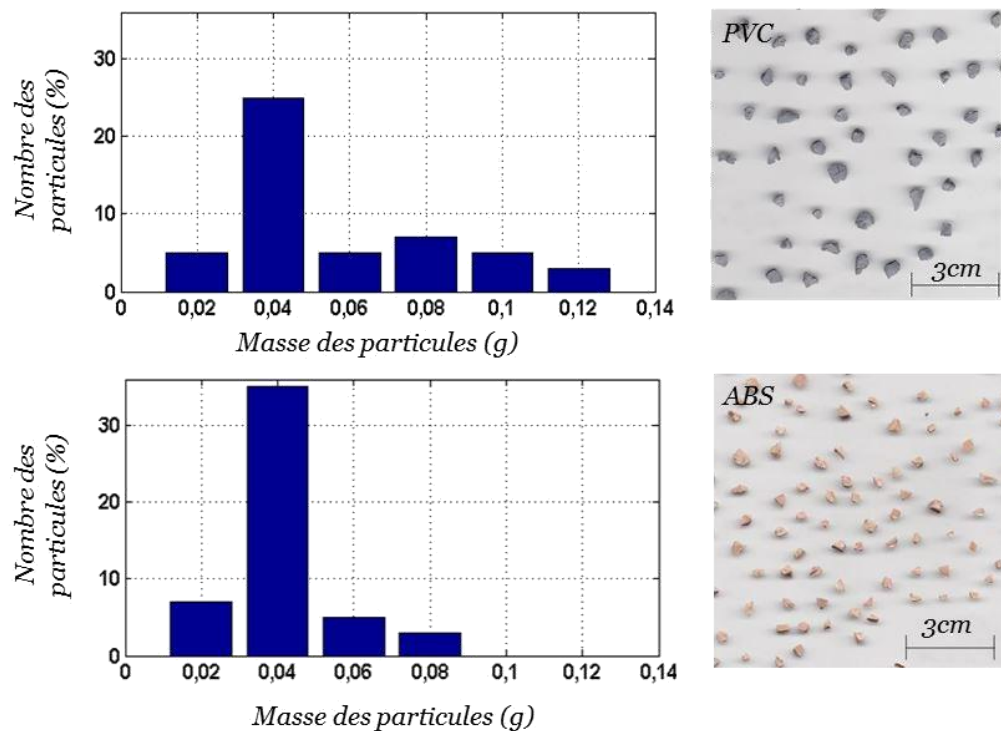 Nombre des
particules (%)
30
20
10
0
0 0,02 0,04 0,06 0,08 0,1 0,12 0,14
Masse des particules (g)
PVC
3cm
Nombre des
particules (%)
30
20
10
0
0 0,02 0,04 0,06 0,08 0,1 0,12 0,14
Masse des particules (g)
ABS
3cm